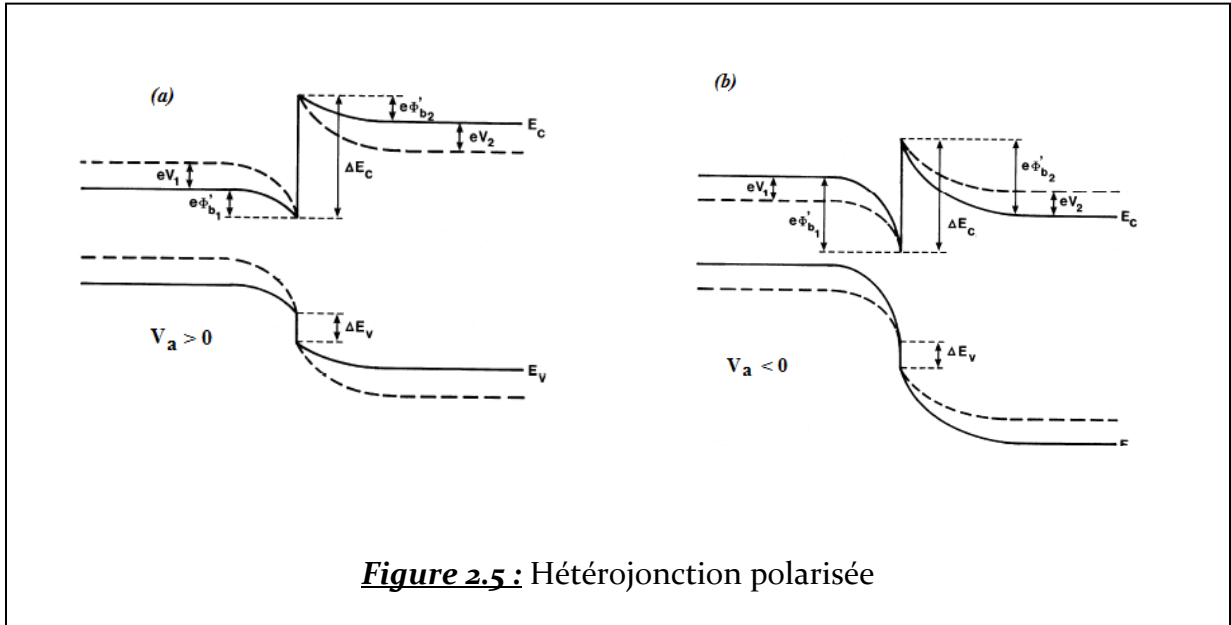 (a)
eΦ'b2
EC
eV2
ΔEC
eV1
eΦ'b1
ΔEV
Va > 0
EV
(b)
eΦ'b2
eV1
eV2
eΦ'b1
ΔEC
EC
ΔEV
Va < 0
E
Figure 2.5 : Hétérojonction polarisée